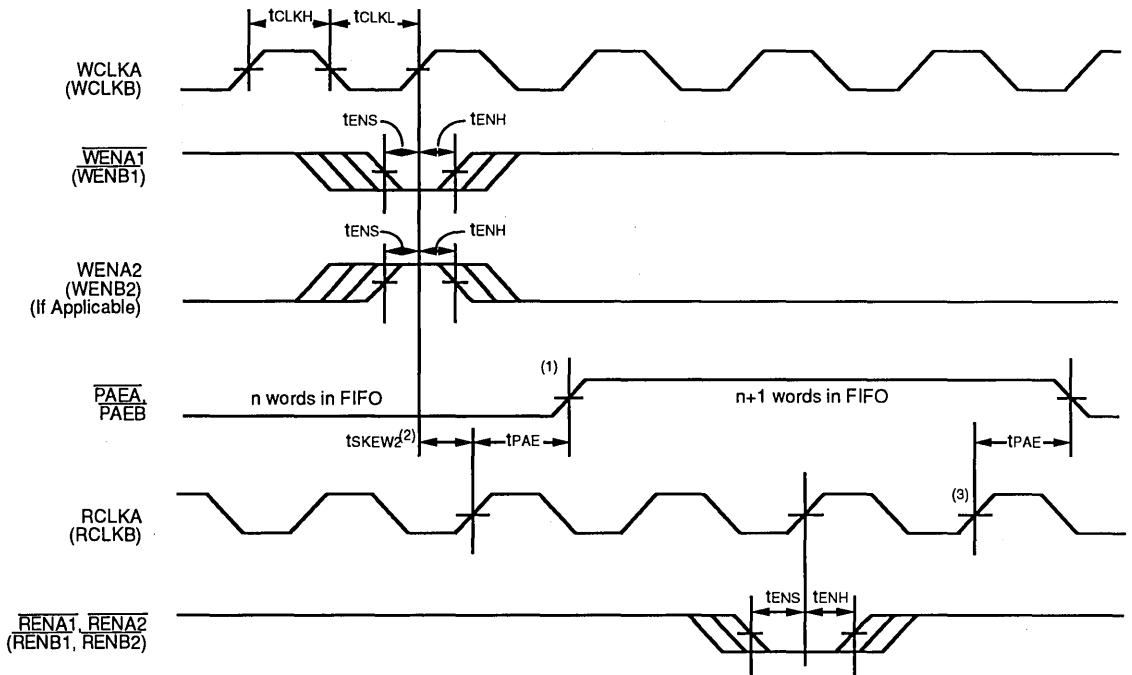 tCLKH
tCLKL
WCLKA
(WCLKB)
tENS
tENH
WENA1
(WENB1)
tENS
tENH
WENA2
(WENB2)
(If Applicable)
(1)
PAEA,
PAEB
n words in FIFO
n+1 words in FIFO
tSKEW2(2)
tPAE
tPAE
(3)
RCLKA
(RCLKB)
tENS
tENH
RENA1, RENA2
(RENB1, RENB2)